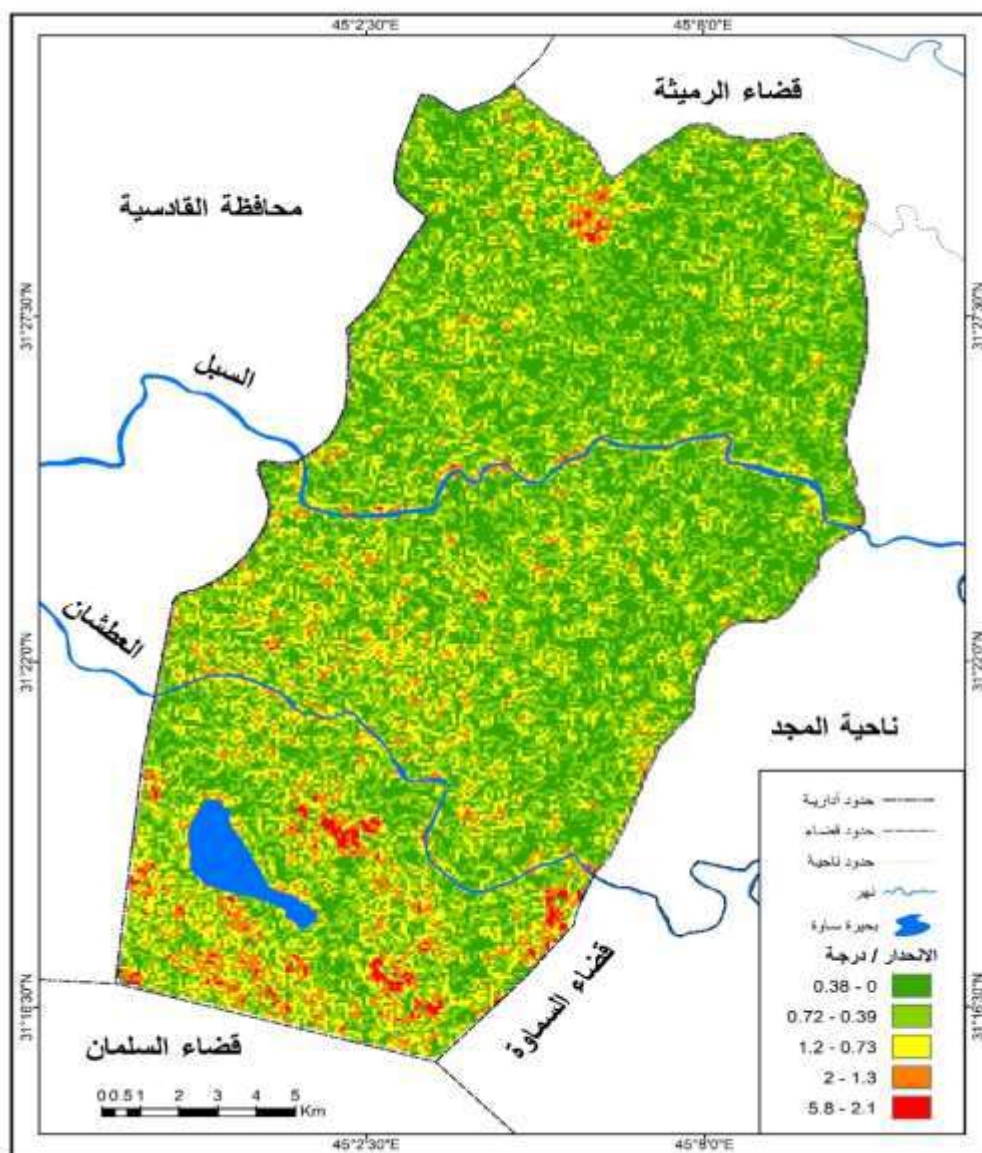 45°2'30"E
45°8'0"E
قضاء الرميثة
محافظة القادسية
31°27'30"N
31°27'30"N
السبل
العطشان
31°22'0"N
31°22'0"N
ناحية المجد
حدود أدارية
حدود قضاء
حدود ناحية
نهر
بحيرة ساوة
الانحدار / درجة
0.38 - 0
0.72 - 0.39
1.2 - 0.73
2 - 1.3
5.8 - 2.1
قضاء السماوة
31°16'30"N
31°16'30"N
قضاء السلمان
0 0.5 1 2 3 4 5
Km
45°2'30"E
45°8'0"E